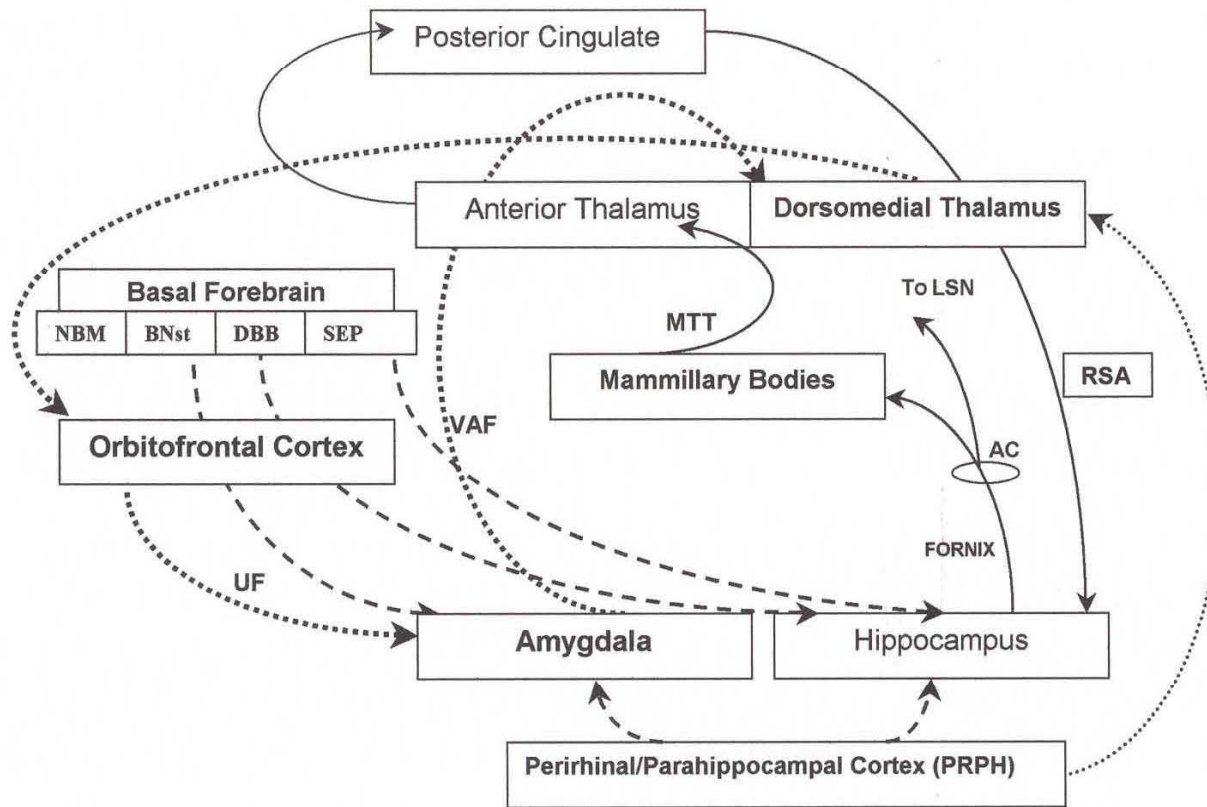 Posterior Cingulate
Anterior Thalamus
Dorsomedial Thalamus
Basal Forebrain
NBM BNst DBB SEP
To LSN
MTT
Mammillary Bodies
RSA
Orbitofrontal Cortex
VAF
AC
FORNIX
UF
Amygdala
Hippocampus
Perirhinal/Parahippocampal Cortex (PRPH)